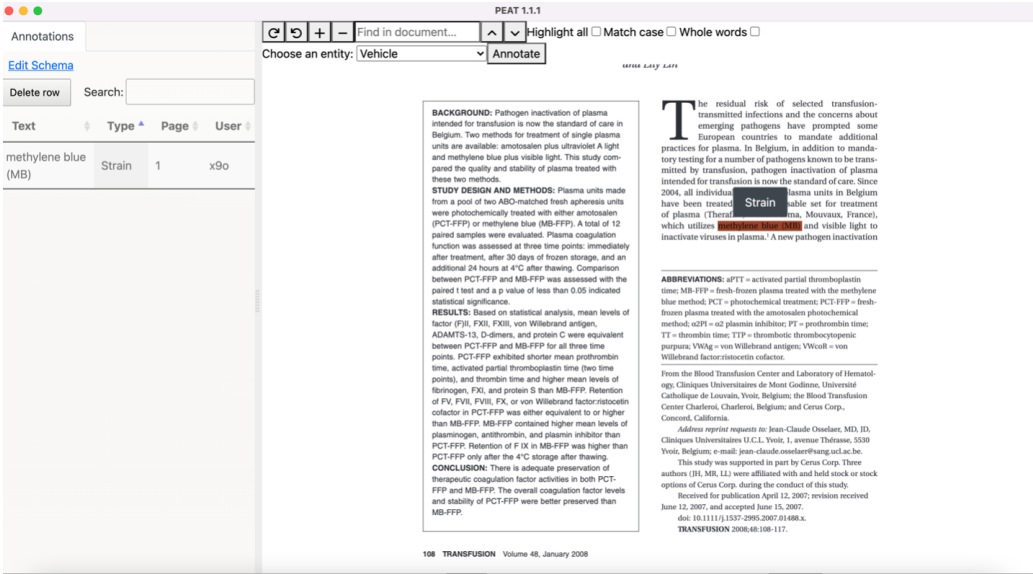 PEAT 1.1.1
Annotations
Edit Schema
Delete row Search:
Text Type Page User
methylene blue (MB) Strain 1 x9o
Find in document... Highlight all Match case Whole words
Choose an entity: Vehicle Annotate
and Lily Lin
BACKGROUND: Pathogen inactivation of plasma
intended for transfusion is now the standard of care in
Belgium. Two methods for treatment of single plasma
units are available: amotosalen plus ultraviolet A light
and methylene blue plus visible light. This study com-
pared the quality and stability of plasma treated with
these two methods.
STUDY DESIGN AND METHODS: Plasma units made
from a pool of two ABO-matched fresh apheresis units
were photochemically treated with either amotosalen
(PCT-FFP) or methylene blue (MB-FFP). A total of 12
paired samples were evaluated. Plasma coagulation
function was assessed at three time points: immediately
after treatment, after 30 days of frozen storage, and an
additional 24 hours at 4°C after thawing. Comparison
between PCT-FFP and MB-FFP was assessed with the
paired t test and a p value of less than 0.05 indicated
statistical significance.
RESULTS: Based on statistical analysis, mean levels of
factor (F)II, FXII, FXIII, von Willebrand antigen,
ADAMTS-13, D-dimers, and protein C were equivalent
between PCT-FFP and MB-FFP for all three time
points. PCT-FFP exhibited shorter mean prothrombin
time, activated partial thromboplastin time (two time
points), and thrombin time and higher mean levels of
fibrinogen, FXI, and protein S than MB-FFP. Retention
of FV, FVII, FVIII, FX, or von Willebrand factor:ristocetin
cofactor in PCT-FFP was either equivalent to or higher
than MB-FFP. MB-FFP contained higher mean levels of
plasminogen, antithrombin, and plasmin inhibitor than
PCT-FFP. Retention of F IX in MB-FFP was higher than
PCT-FFP only after the 4°C storage after thawing.
CONCLUSION: There is adequate preservation of
therapeutic coagulation factor activities in both PCT-
FFP and MB-FFP. The overall coagulation factor levels
and stability of PCT-FFP were better preserved than
MB-FFP.
The residual risk of selected transfusion-
transmitted infections and the concerns about
emerging pathogens have prompted some
European countries to mandate additional
practices for plasma. In Belgium, in addition to manda-
tory testing for a number of pathogens known to be trans-
mitted by transfusion, pathogen inactivation of plasma
intended for transfusion is now the standard of care. Since
2004, all individual plasma units in Belgium
have been treated sable set for treatment
Strain
of plasma ma, Mouvaux, France),
which utilizes methylene blue (MB) and visible light to
inactivate viruses in plasma.¹ A new pathogen inactivation
ABBREVIATIONS: aPTT = activated partial thromboplastin
time; MB-FFP = fresh-frozen plasma treated with the methylene
blue method; PCT = photochemical treatment; PCT-FFP = fresh-
frozen plasma treated with the amotosalen photochemical
method; α2PI = α2 plasmin inhibitor; PT = prothrombin time;
TT = thrombin time; TTP = thrombotic thrombocytopenic
purpura; VWAg = von Willebrand antigen; VWcoR = von
Willebrand factor:ristocetin cofactor.
From the Blood Transfusion Center and Laboratory of Hematol-
ogy, Cliniques Universitaires de Mont Godinne, Université
Catholique de Louvain, Yvoir, Belgium; the Blood Transfusion
Center Charleroi, Charleroi, Belgium; and Cerus Corp.,
Concord, California.
Address reprint requests to: Jean-Claude Osselaer, MD, JD,
Cliniques Universitaires U.C.L. Yvoir, 1, avenue Thérasse, 5530
Yvoir, Belgium; e-mail: jean-claude.osselaer@sang.ucl.ac.be.
This study was supported in part by Cerus Corp. Three
authors (JH, MR, LL) were affiliated with and held stock or stock
options of Cerus Corp. during the conduct of this study.
Received for publication April 12, 2007; revision received
June 12, 2007, and accepted June 15, 2007.
doi: 10.1111/j.1537-2995.2007.01488.x.
TRANSFUSION 2008;48:108-117.
108 TRANSFUSION Volume 48, January 2008